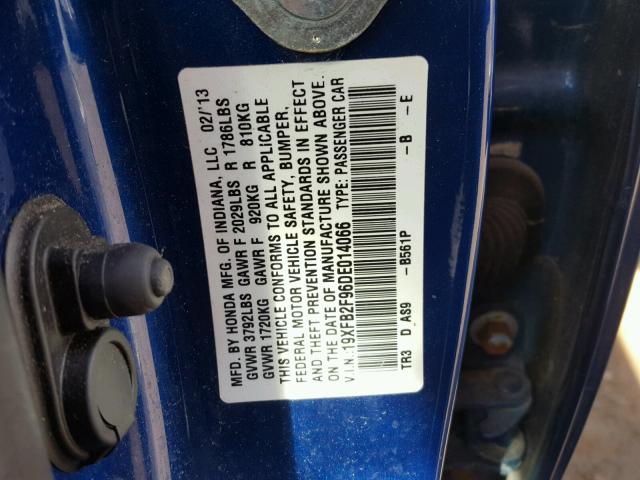 MFD. BY HONDA MFG. OF INDIANA, LLC 02/13
GVWR 3792LBS GAWR F 2029LBS R 1786LBS
GVWR 1720KG GAWR F 920KG R 810KG
THIS VEHICLE CONFORMS TO ALL APPLICABLE
FEDERAL MOTOR VEHICLE SAFETY, BUMPER,
AND THEFT PREVENTION STANDARDS IN EFFECT
ON THE DATE OF MANUFACTURE SHOWN ABOVE.
V.I.N.: 19XFB2F96DE014066 TYPE: PASSENGER CAR
TR3 D AS9 -B561P -B -E